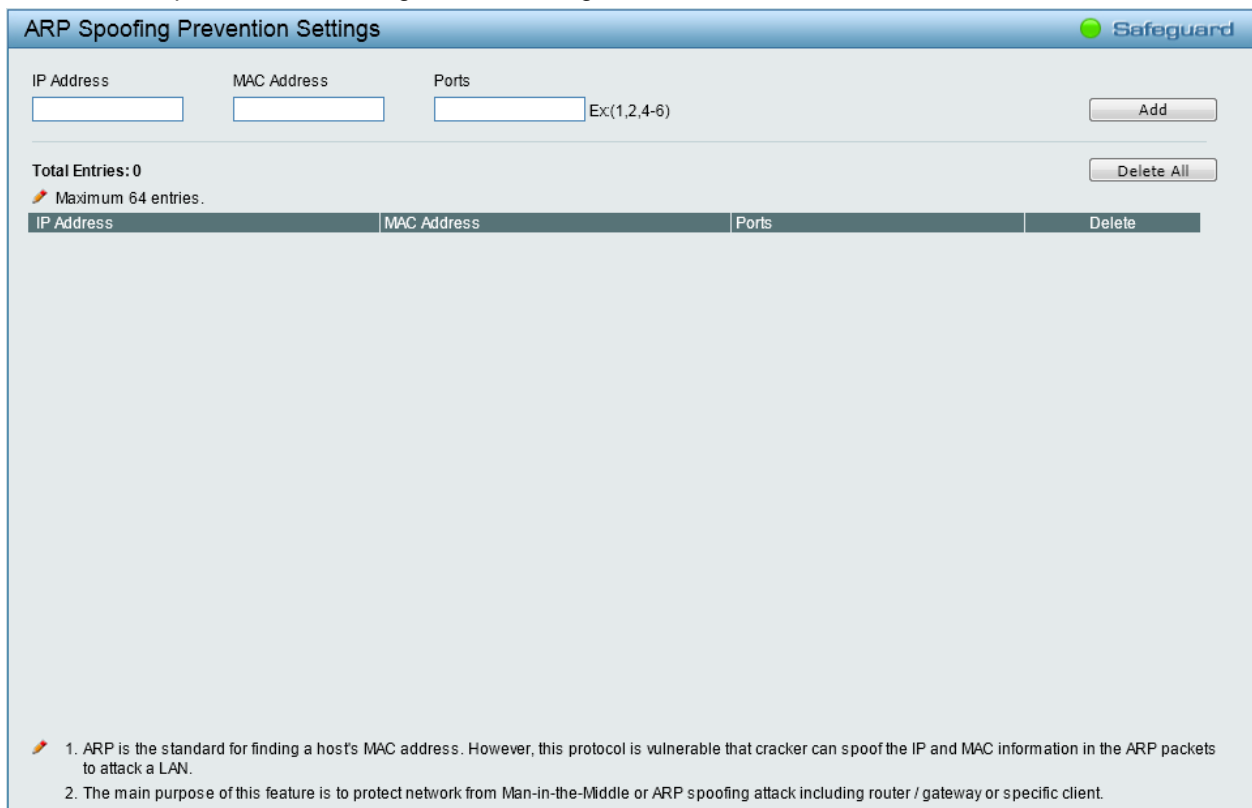 ARP Spoofing Prevention Settings
Safeguard
IP Address MAC Address Ports
Ex:(1,2,4-6)
Add
Total Entries: 0
Delete All
Maximum 64 entries.
IP Address MAC Address Ports Delete
1. ARP is the standard for finding a host's MAC address. However, this protocol is vulnerable that cracker can spoof the IP and MAC information in the ARP packets
to attack a LAN.
2. The main purpose of this feature is to protect network from Man-in-the-Middle or ARP spoofing attack including router / gateway or specific client.